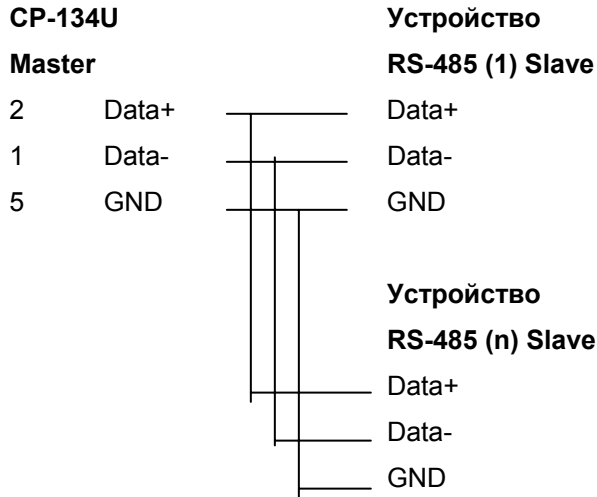 CP-134U Устройство
Master RS-485 (1) Slave
2 Data+ Data+
1 Data- Data-
5 GND GND
Устройство
RS-485 (n) Slave
Data+
Data-
GND